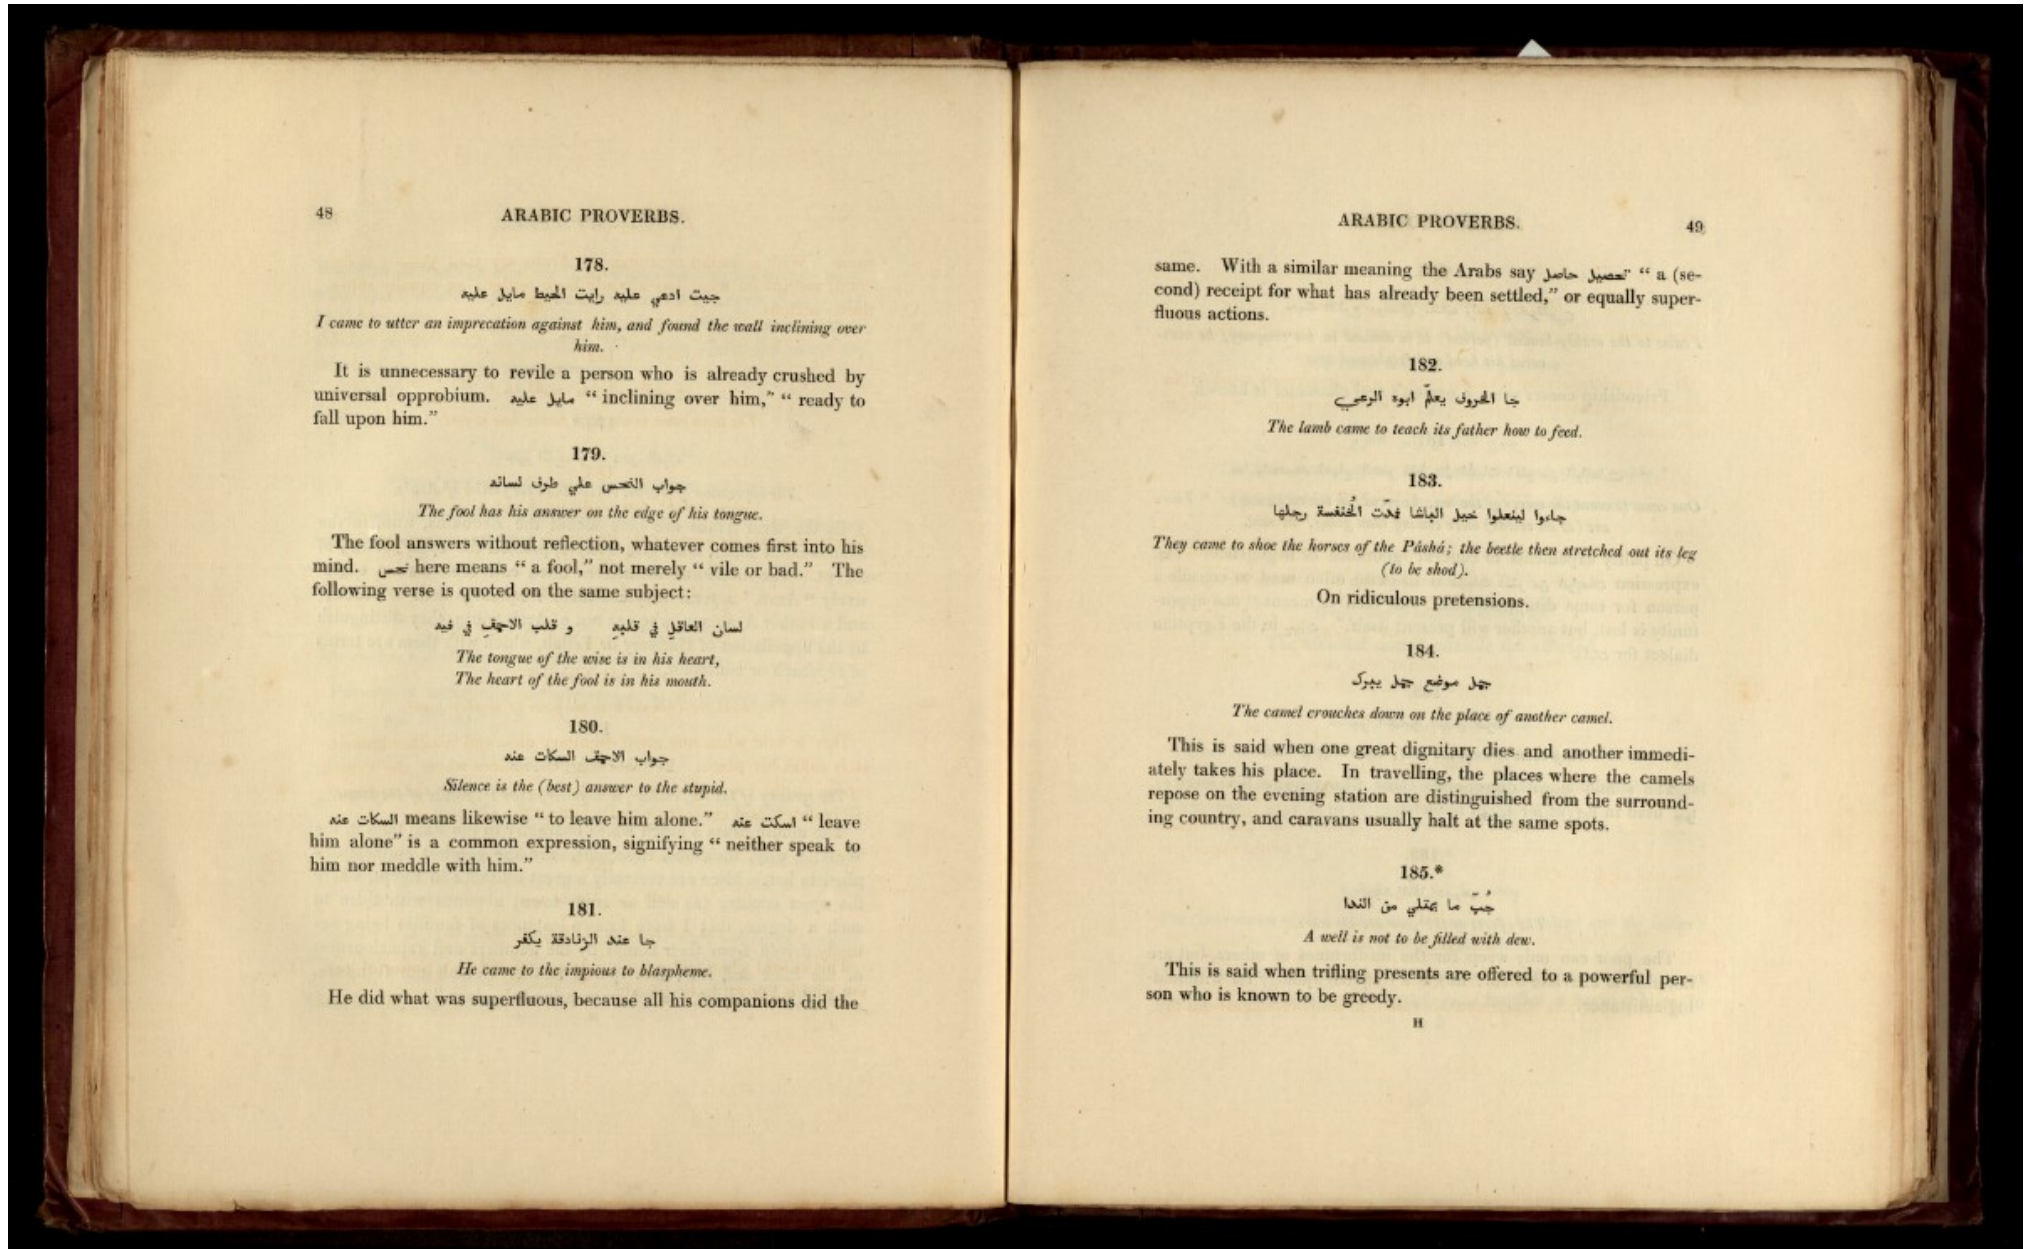 48
ARABIC PROVERBS.
178.
جيت ادعي عليه رايت الحيط مايل عليه
I came to utter an imprecation against him, and found the wall inclining over
him.
It is unnecessary to revile a person who is already crushed by
universal opprobium. مايل عليه “ inclining over him,” “ ready to
fall upon him.”
179.
جواب النحس علي طرف لسانه
The fool has his answer on the edge of his tongue.
The fool answers without reflection, whatever comes first into his
mind. نحس here means “ a fool,” not merely “ vile or bad.” The
following verse is quoted on the same subject:
لسان العاقلِ في قلبِهِ و قلب الاحمقِ في فيه
The tongue of the wise is in his heart,
The heart of the fool is in his mouth.
180.
جواب الاحمق السكات عنه
Silence is the (best) answer to the stupid.
السكات عنه means likewise “ to leave him alone.” اسكت عنه “ leave
him alone” is a common expression, signifying “ neither speak to
him nor meddle with him.”
181.
جا عند الزنادقة يكفر
He came to the impious to blaspheme.
He did what was superfluous, because all his companions did the
ARABIC PROVERBS.
49
same. With a similar meaning the Arabs say تحصيل حاصل “ a (se-
cond) receipt for what has already been settled,” or equally super-
fluous actions.
182.
جا الخروف يعلّم ابوه الرعي
The lamb came to teach its father how to feed.
183.
جاءوا لينعلوا خيل الباشا فمدّت الخُنفسة رجلها
They came to shoe the horses of the Páshá; the beetle then stretched out its leg
(to be shod).
On ridiculous pretensions.
184.
جمل موضع جمل يبرك
The camel crouches down on the place of another camel.
This is said when one great dignitary dies and another immedi-
ately takes his place. In travelling, the places where the camels
repose on the evening station are distinguished from the surround-
ing country, and caravans usually halt at the same spots.
185.*
جُبّ ما يمتلي من الندا
A well is not to be filled with dew.
This is said when trifling presents are offered to a powerful per-
son who is known to be greedy.
H